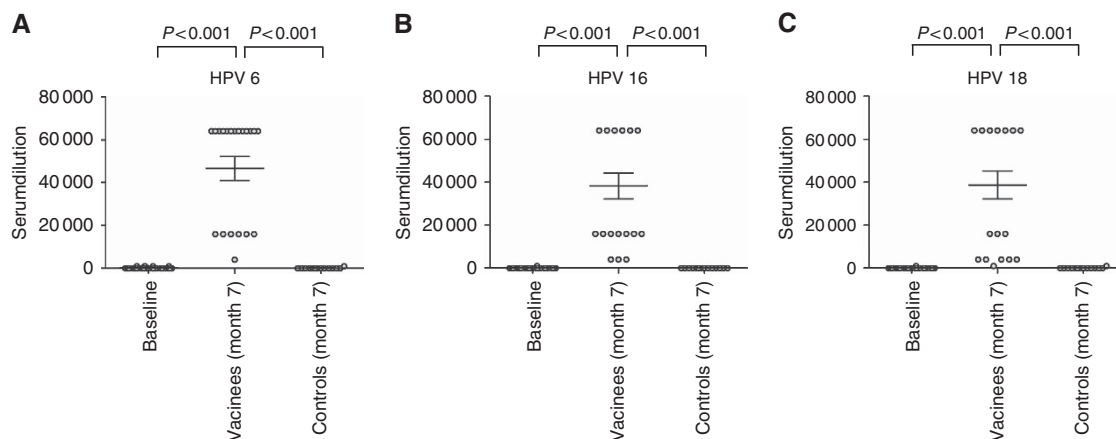 A
P<0.001 P<0.001
HPV 6
80 000
60 000
40 000
20 000
0
Serumdilution
Baseline
Vacinees (month 7)
Controls (month 7)
B
P<0.001 P<0.001
HPV 16
80 000
60 000
40 000
20 000
0
Serumdilution
Baseline
Vacinees (month 7)
Controls (month 7)
C
P<0.001 P<0.001
HPV 18
80 000
60 000
40 000
20 000
0
Serumdilution
Baseline
Vacinees (month 7)
Controls (month 7)